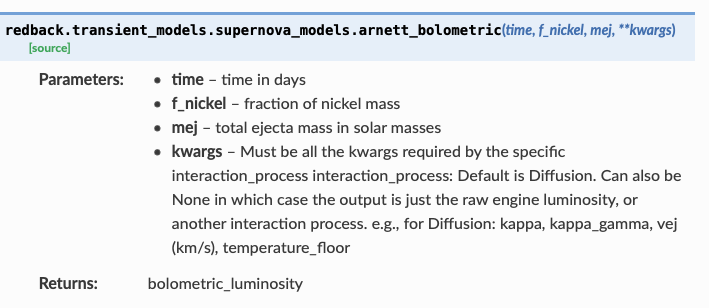 redback.transient_models.supernova_models.arnett_bolometric(time, f_nickel, mej, **kwargs)
[source]
Parameters:
• time – time in days
• f_nickel – fraction of nickel mass
• mej – total ejecta mass in solar masses
• kwargs – Must be all the kwargs required by the specific
interaction_process interaction_process: Default is Diffusion. Can also be
None in which case the output is just the raw engine luminosity, or
another interaction process. e.g., for Diffusion: kappa, kappa_gamma, vej
(km/s), temperature_floor
Returns: bolometric_luminosity